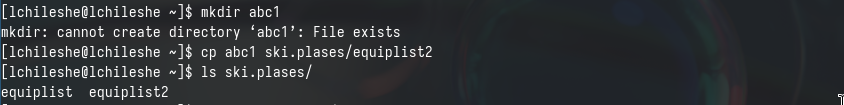 [lchileshe@lchileshe ~]$ mkdir abc1
mkdir: cannot create directory ‘abc1’: File exists
[lchileshe@lchileshe ~]$ cp abc1 ski.plases/equiplist2
[lchileshe@lchileshe ~]$ ls ski.plases/
equiplist  equiplist2